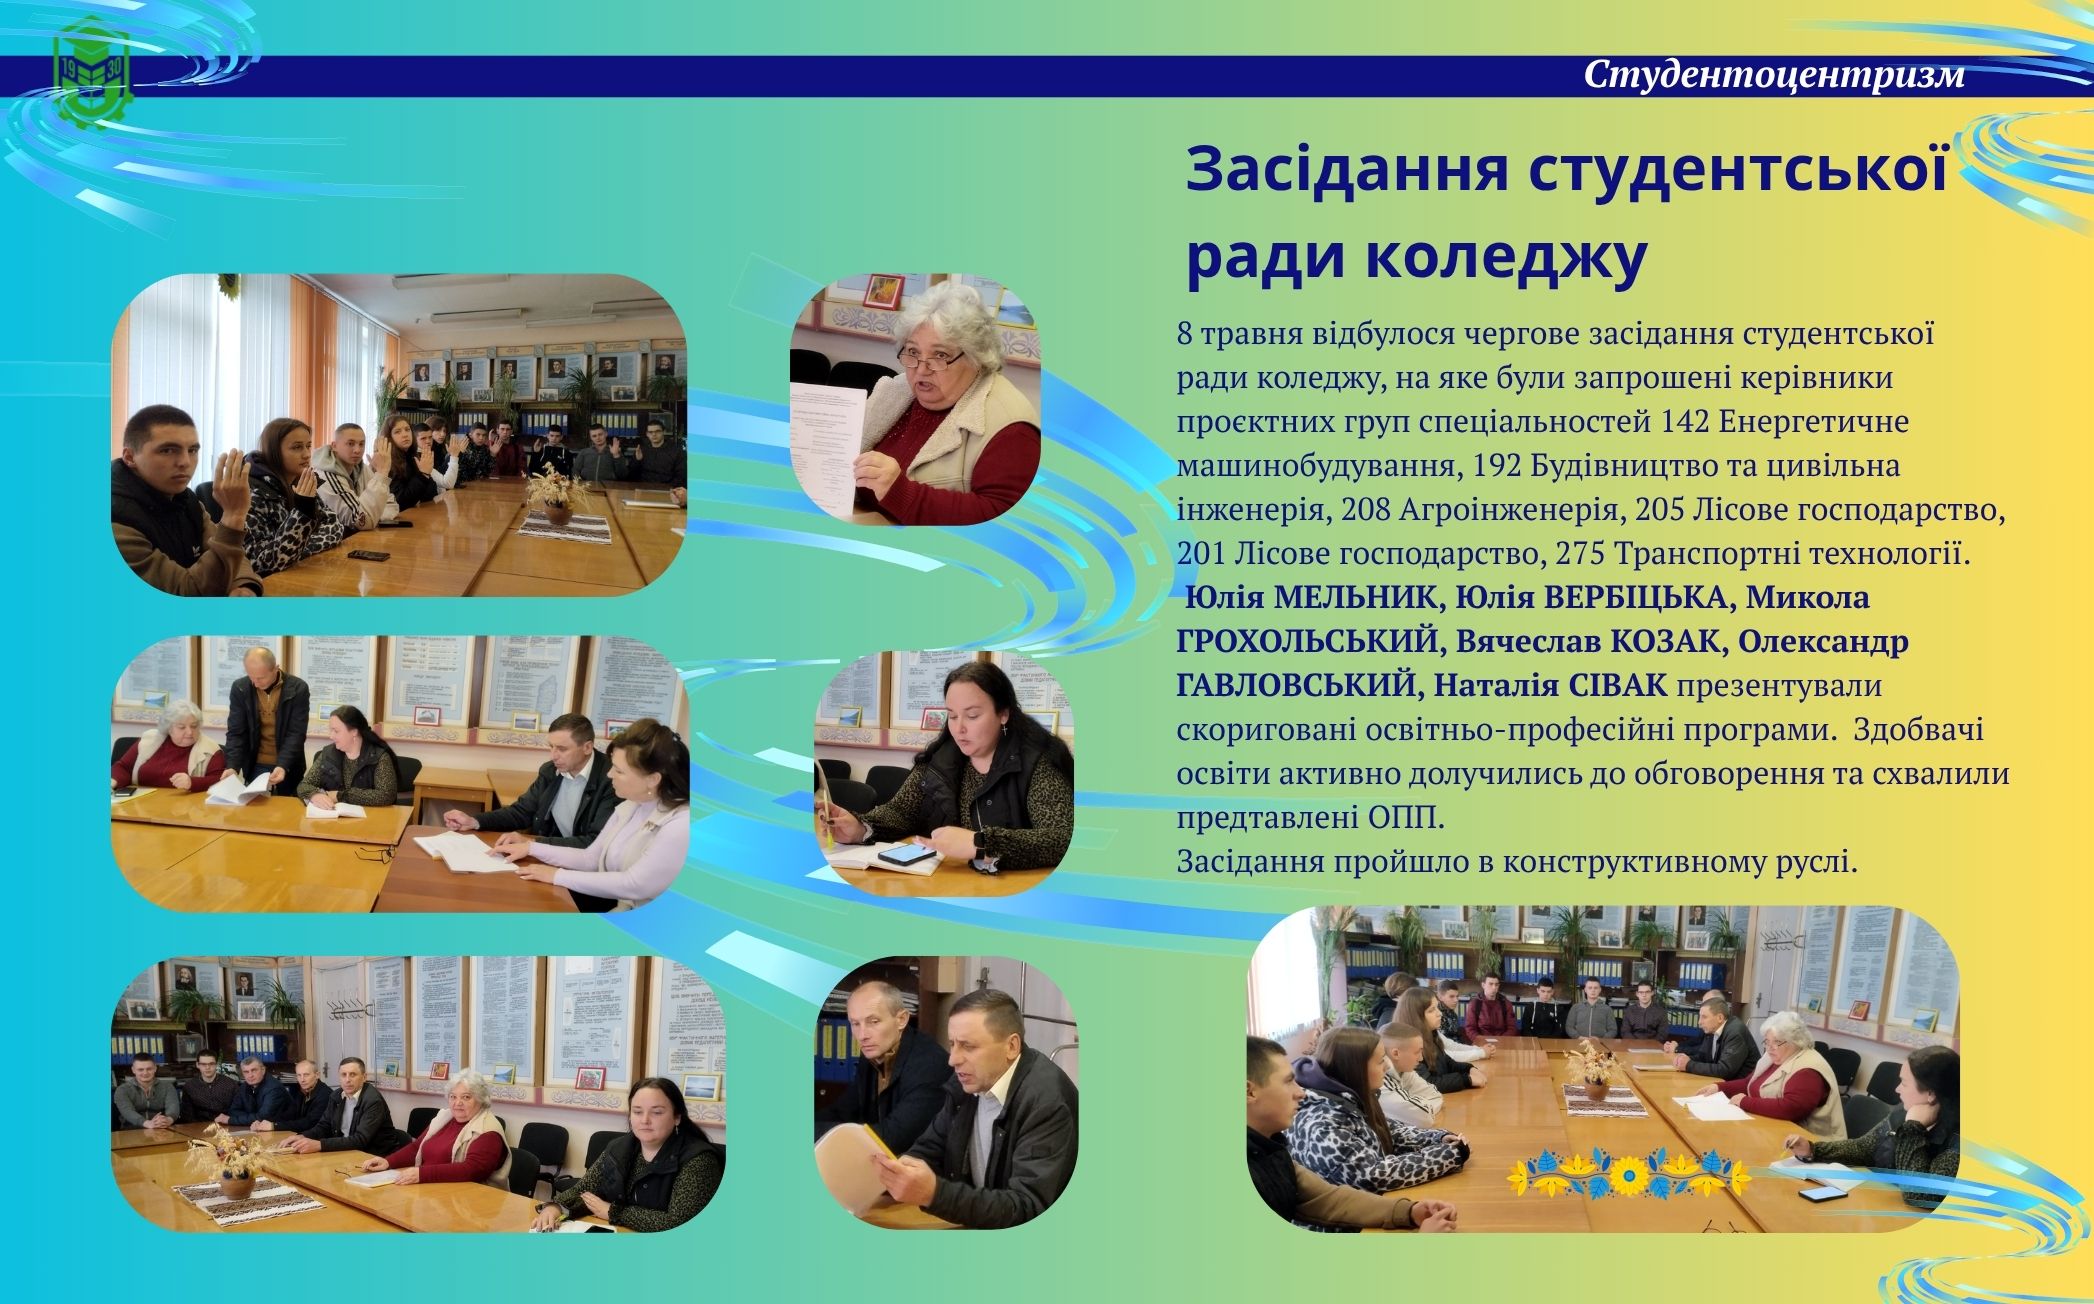 19 30
Студентоцентризм
Засідання студентської
ради коледжу
8 травня відбулося чергове засідання студентської
ради коледжу, на яке були запрошені керівники
проєктних груп спеціальностей 142 Енергетичне
машинобудування, 192 Будівництво та цивільна
інженерія, 208 Агроінженерія, 205 Лісове господарство,
201 Лісове господарство, 275 Транспортні технології.
Юлія МЕЛЬНИК, Юлія ВЕРБІЦЬКА, Микола
ГРОХОЛЬСЬКИЙ, Вячеслав КОЗАК, Олександр
ГАВЛОВСЬКИЙ, Наталія СІВАК презентували
скориговані освітньо-професійні програми. Здобвачі
освіти активно долучились до обговорення та схвалили
предтавлені ОПП.
Засідання пройшло в конструктивному руслі.